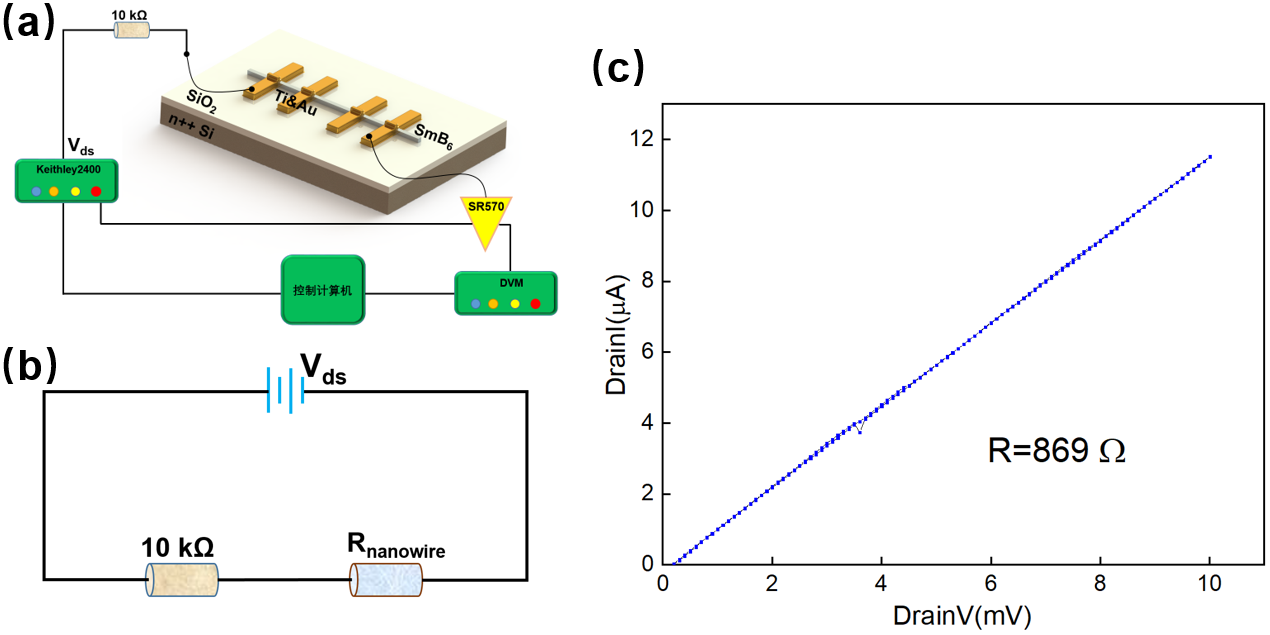 (a)
10 kΩ
SiO2
Ti&Au
SmB6
n++ Si
Vds
Keithley2400
SR570
控制计算机
DVM
(b)
Vds
10 kΩ
Rnanowire
(c)
DrainI(μA)
12
10
8
6
4
2
0
R=869 Ω
0 2 4 6 8 10
DrainV(mV)